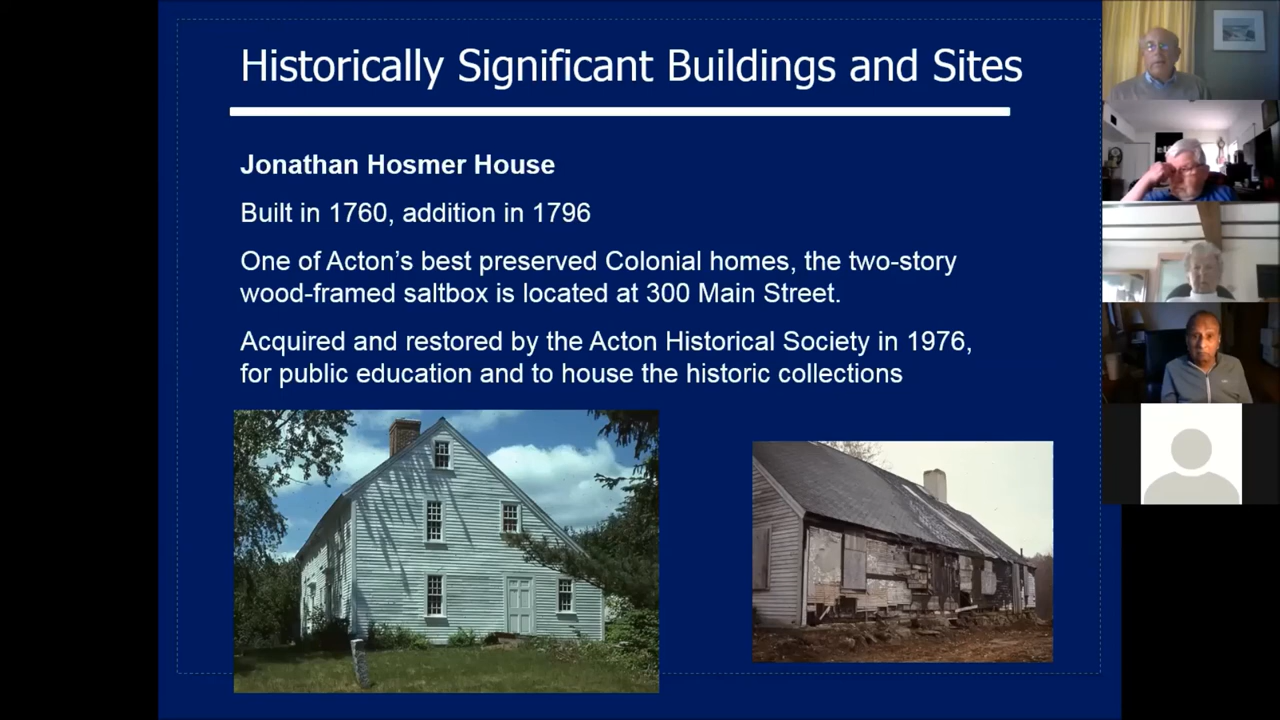 Historically Significant Buildings and Sites
Jonathan Hosmer House
Built in 1760, addition in 1796
One of Acton’s best preserved Colonial homes, the two-story
wood-framed saltbox is located at 300 Main Street.
Acquired and restored by the Acton Historical Society in 1976,
for public education and to house the historic collections